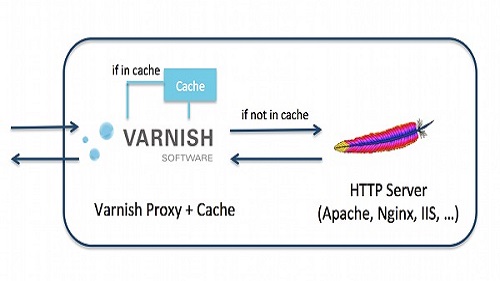 if in cache
Cache
if not in cache
VARNISH
SOFTWARE
HTTP Server
Varnish Proxy + Cache
(Apache, Nginx, IIS, ...)